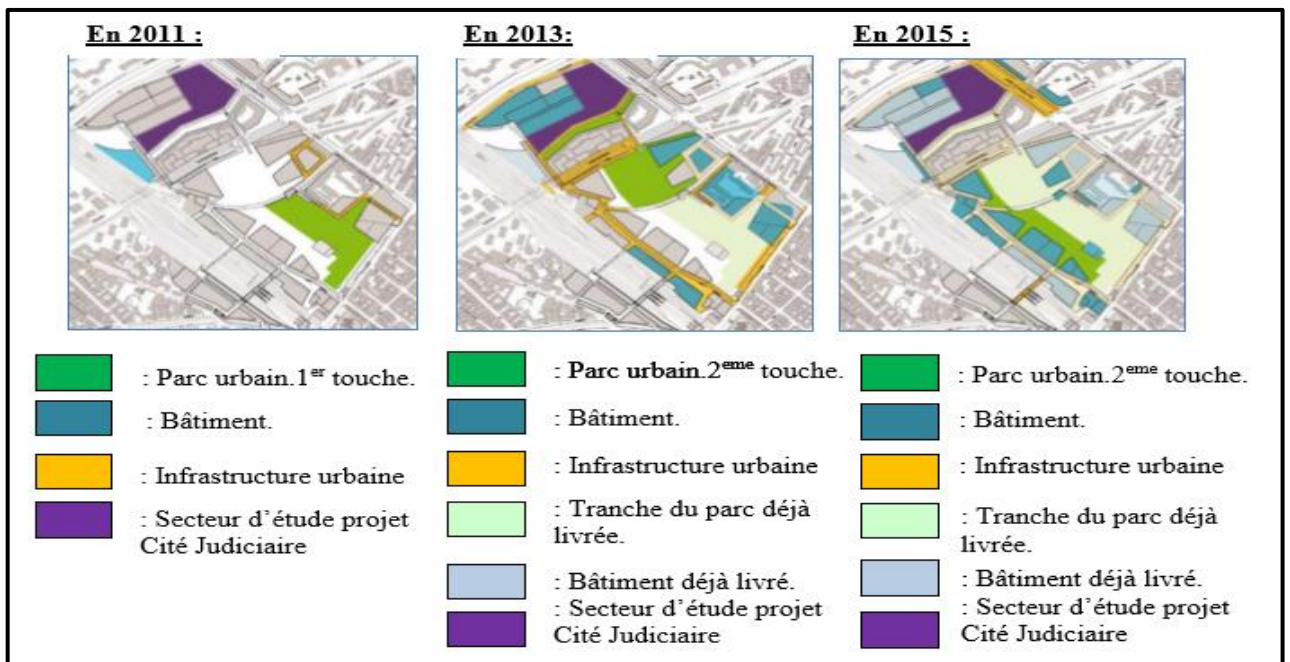 En 2011 :
En 2013:
En 2015 :
: Parc urbain.1er touche.
: Bâtiment.
: Infrastructure urbaine
: Secteur d’étude projet
Cité Judiciaire
: Parc urbain.2eme touche.
: Bâtiment.
: Infrastructure urbaine
: Tranche du parc déjà
livrée.
: Bâtiment déjà livré.
: Secteur d’étude projet
Cité Judiciaire
: Parc urbain.2eme touche.
: Bâtiment.
: Infrastructure urbaine
: Tranche du parc déjà
livrée.
: Bâtiment déjà livré.
: Secteur d’étude projet
Cité Judiciaire